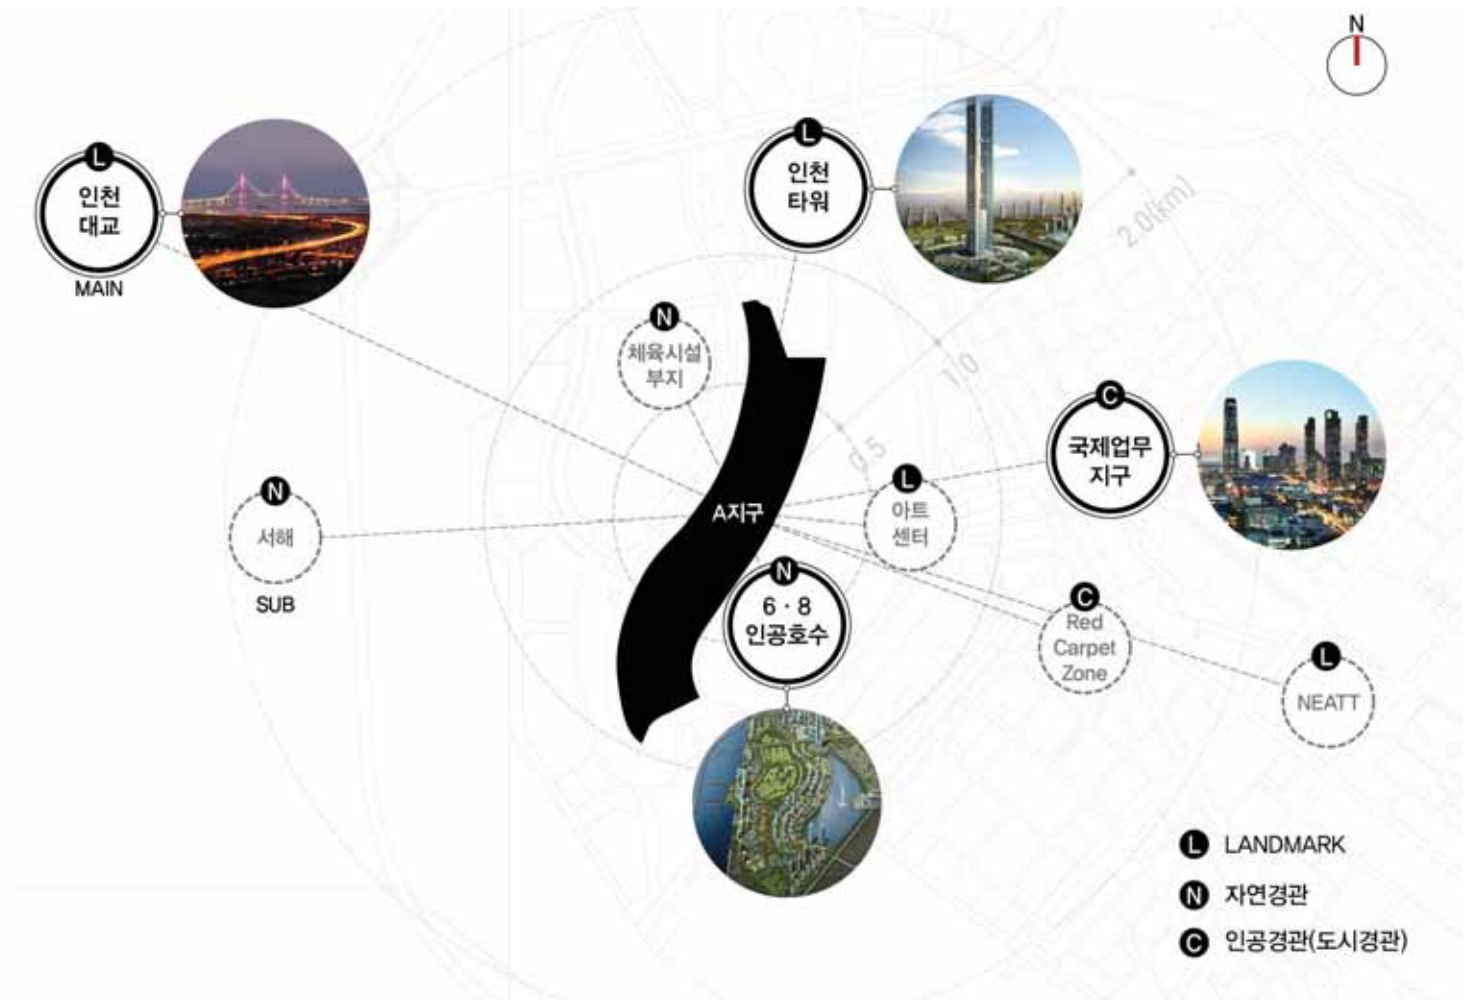 N
L
인천
대교
MAIN
L
인천
타워
2.0(km)
N
체육시설
부지
1.0
C
국제업무
지구
0.5
N
서해
SUB
A지구
L
아트
센터
N
6·8
인공호수
C
Red
Carpet
Zone
L
NEATT
L LANDMARK
N 자연경관
C 인공경관(도시경관)